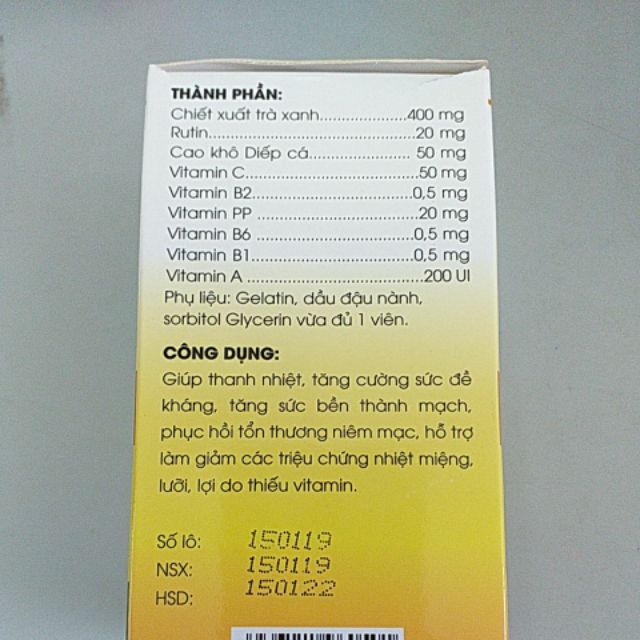 THÀNH PHẦN:
Chiết xuất trà xanh.....................400 mg
Rutin..................................................20 mg
Cao khô Diếp cá........................ 50 mg
Vitamin C..........................................50 mg
Vitamin B2.......................................0,5 mg
Vitamin PP .....................................20 mg
Vitamin B6 ......................................0,5 mg
Vitamin B1.......................................0,5 mg
Vitamin A ....................................200 UI
Phụ liệu: Gelatin, dầu đậu nành,
sorbitol Glycerin vừa đủ 1 viên.
CÔNG DỤNG:
Giúp thanh nhiệt, tăng cường sức đề
kháng, tăng sức bền thành mạch,
phục hồi tổn thương niêm mạc, hỗ trợ
làm giảm các triệu chứng nhiệt miệng,
lưỡi, lợi do thiếu vitamin.
Số lô: 150119
NSX: 150119
HSD: 150122